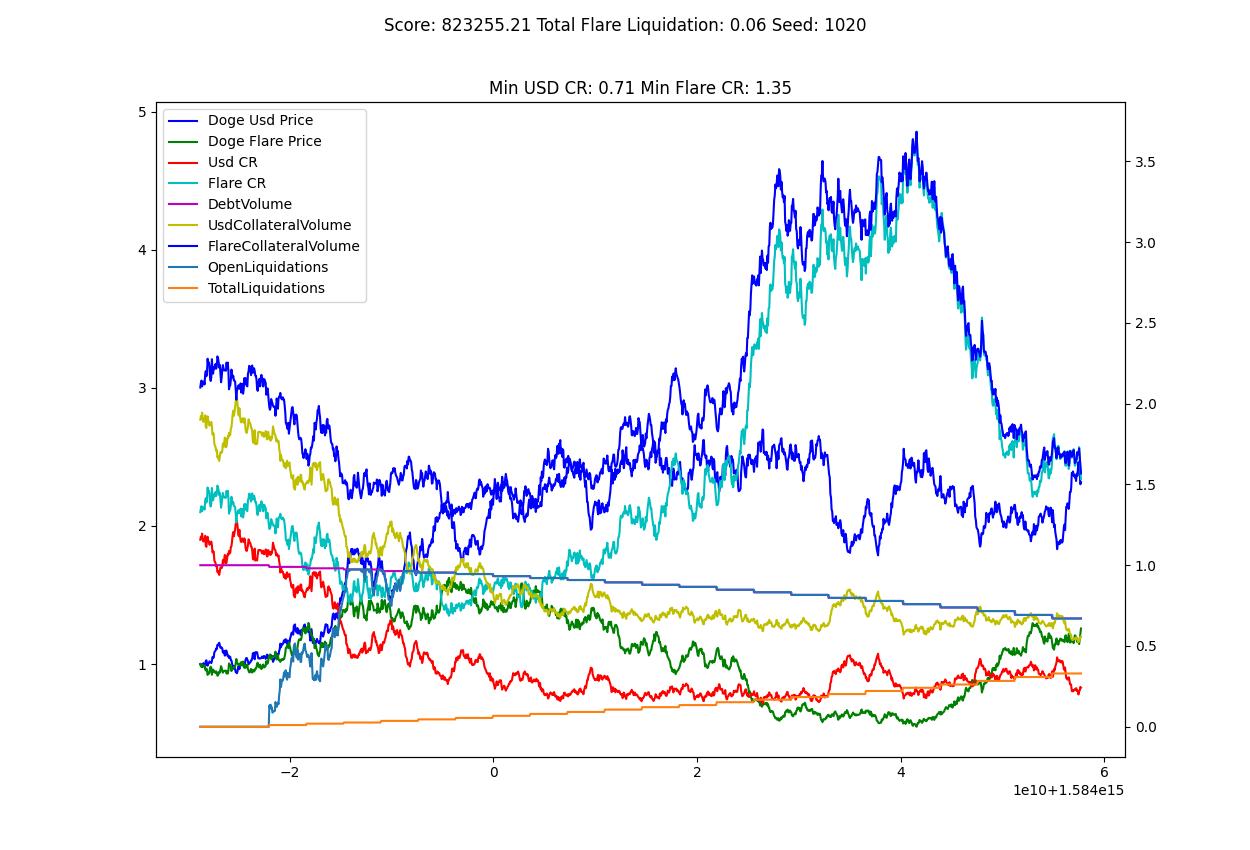 Score: 823255.21 Total Flare Liquidation: 0.06 Seed: 1020
Min USD CR: 0.71 Min Flare CR: 1.35
Doge Usd Price
Doge Flare Price
Usd CR
Flare CR
DebtVolume
UsdCollateralVolume
FlareCollateralVolume
OpenLiquidations
TotalLiquidations
5
4
3
2
1
3.5
3.0
2.5
2.0
1.5
1.0
0.5
0.0
−2 0 2 4 6
1e10+1.584e15